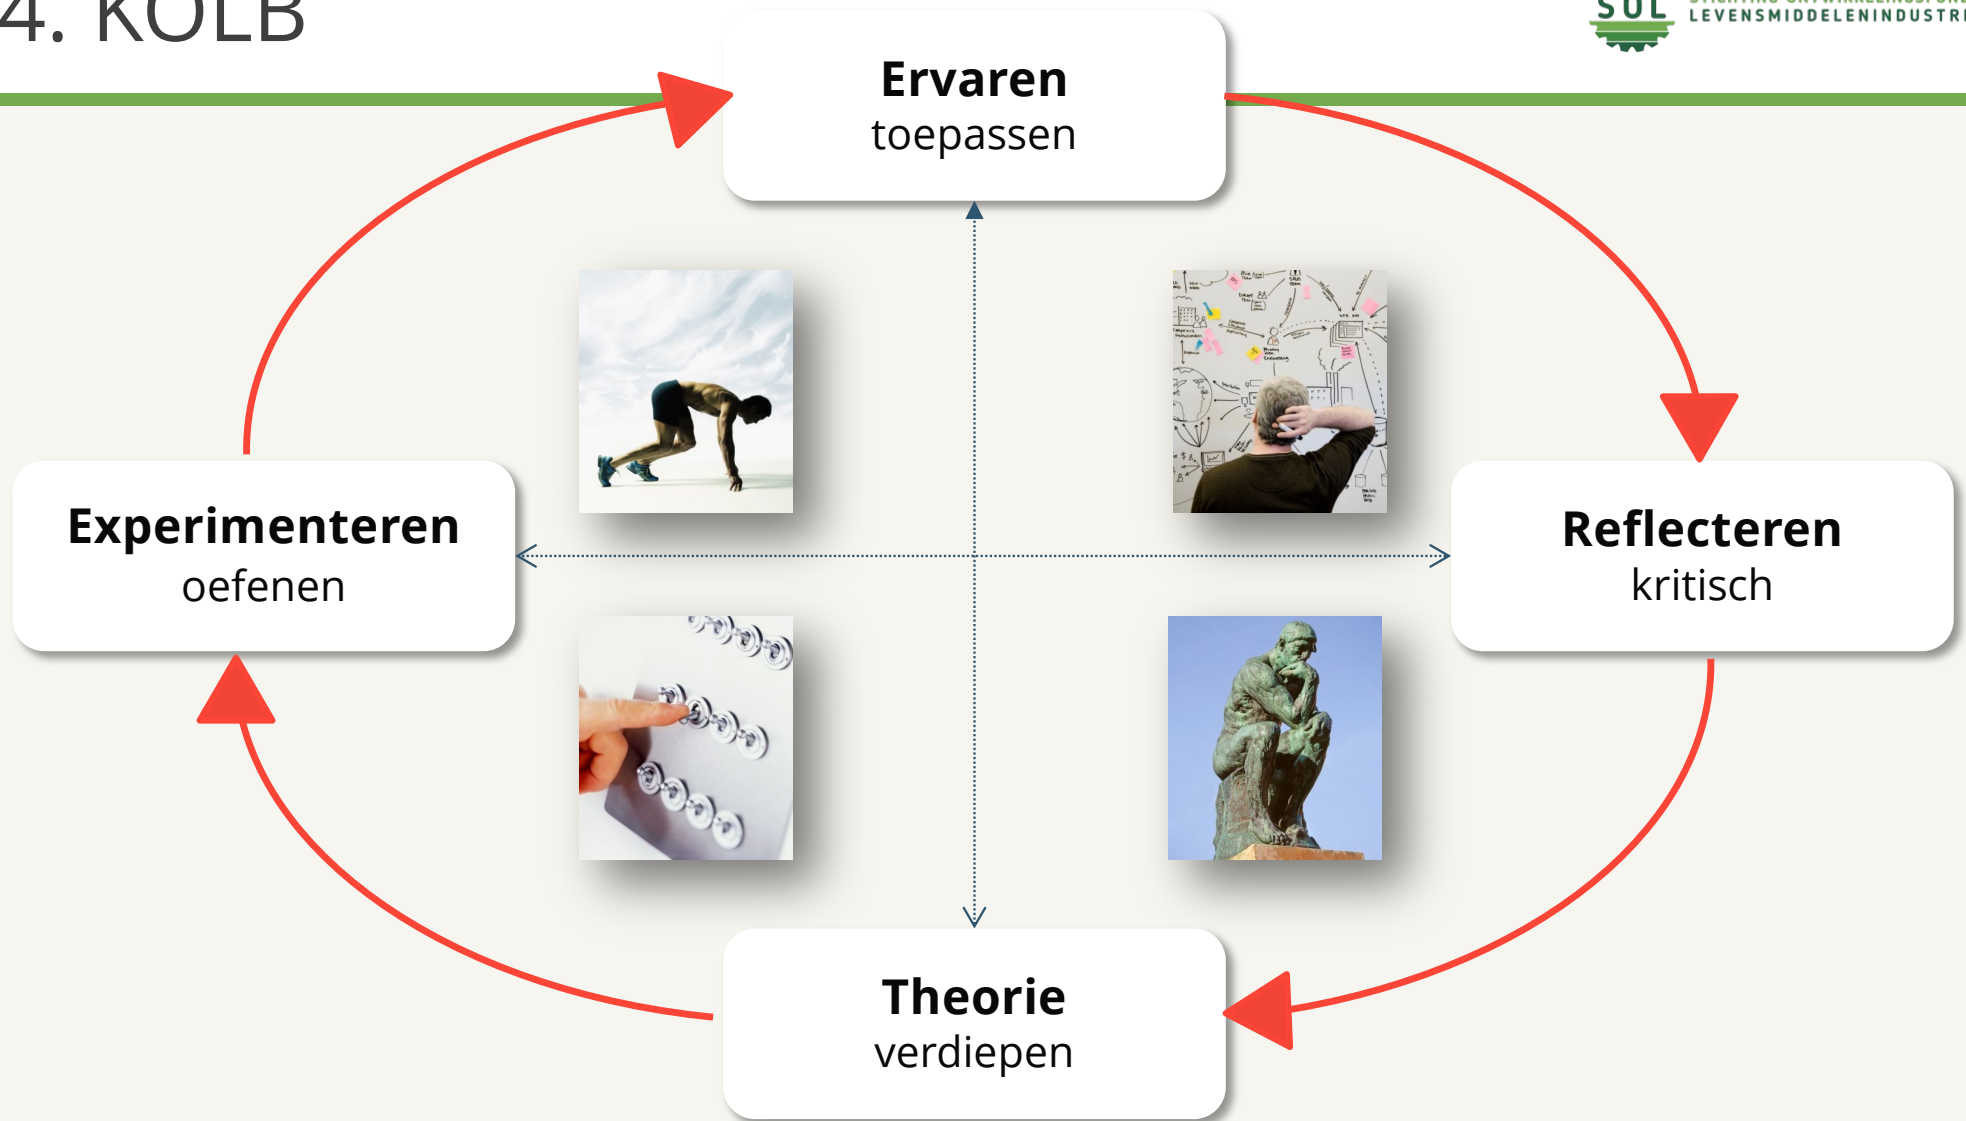 4. KOLB
SOL
LEVENSMIDDELENINDUSTRI
Ervaren
toepassen
Experimenteren
oefenen
Reflecteren
kritisch
Theorie
verdiepen